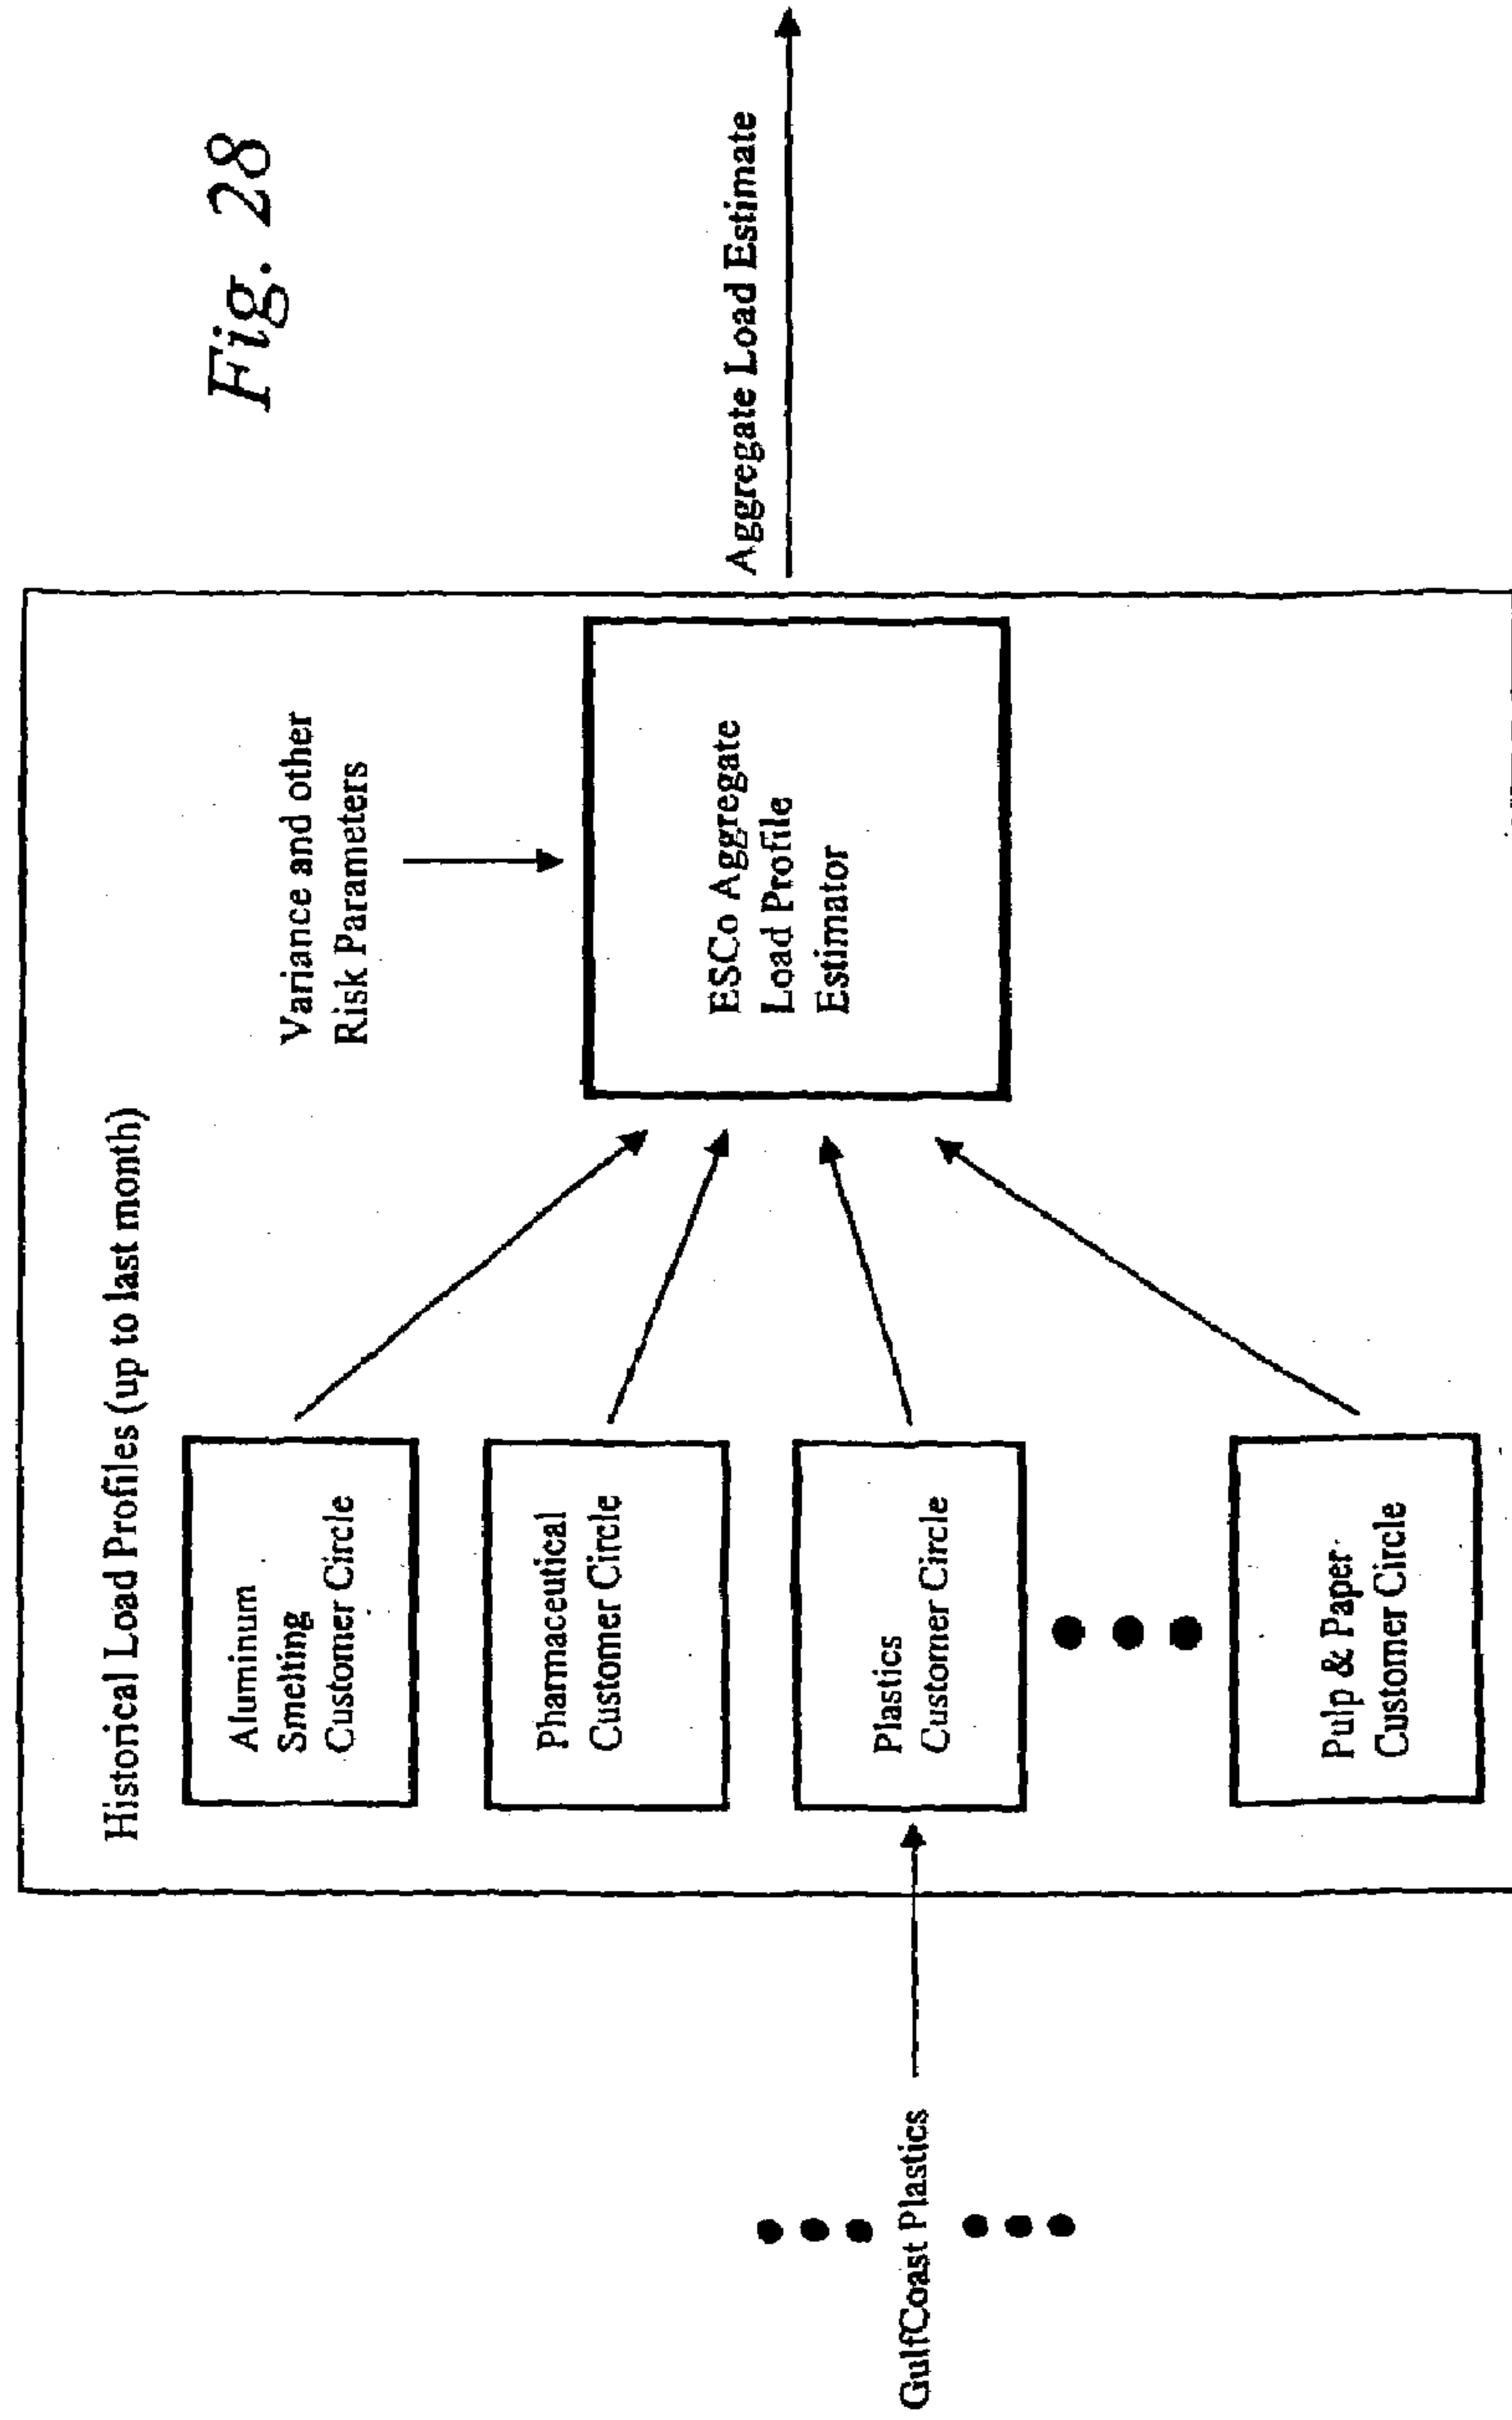 Fig. 28
Historical Load Profiles (up to last month)
Variance and other
Risk Parameters
Aluminum
Smelting
Customer Circle
Pharmaceutical
Customer Circle
Plastics
Customer Circle
Pulp & Paper
Customer Circle
ESCo Aggregate
Load Profile
Estimator
Aggregate Load Estimate
GulfCoast Plastics